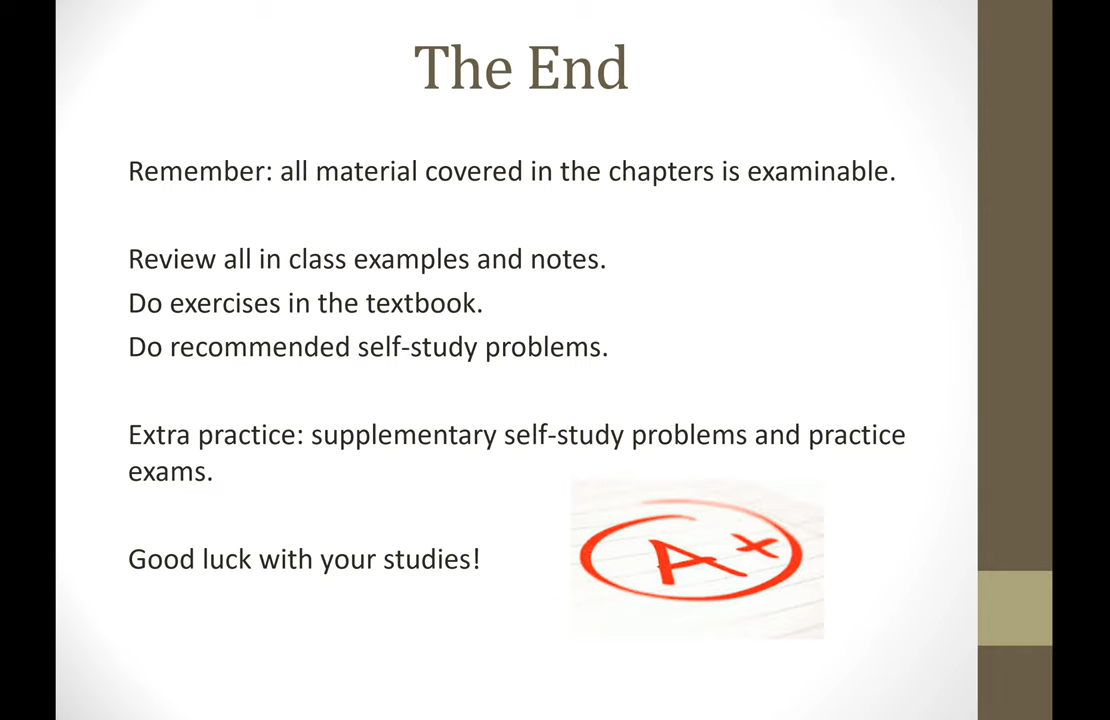 The End
Remember: all material covered in the chapters is examinable.
Review all in class examples and notes.
Do exercises in the textbook.
Do recommended self-study problems.
Extra practice: supplementary self-study problems and practice
exams.
Good luck with your studies!
A+